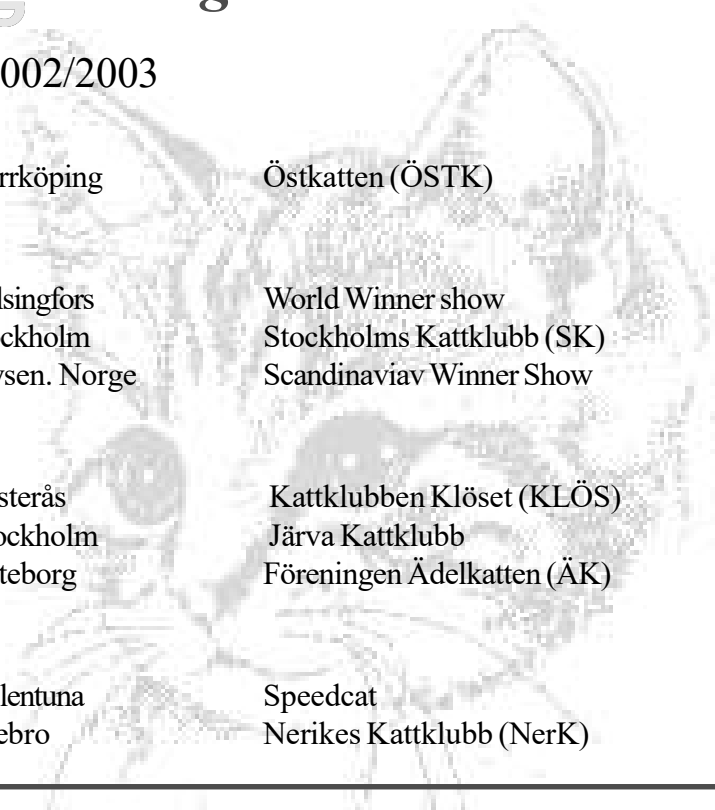 002/2003
rrköping Östkatten (ÖSTK)
lsingfors World Winner show
ockholm Stockholms Kattklubb (SK)
ysen. Norge Scandinaviav Winner Show
sterås Kattklubben Klöset (KLÖS)
ockholm Järva Kattklubb
teborg Föreningen Ädelkatten (ÄK)
lentuna Speedcat
ebro Nerikes Kattklubb (NerK)